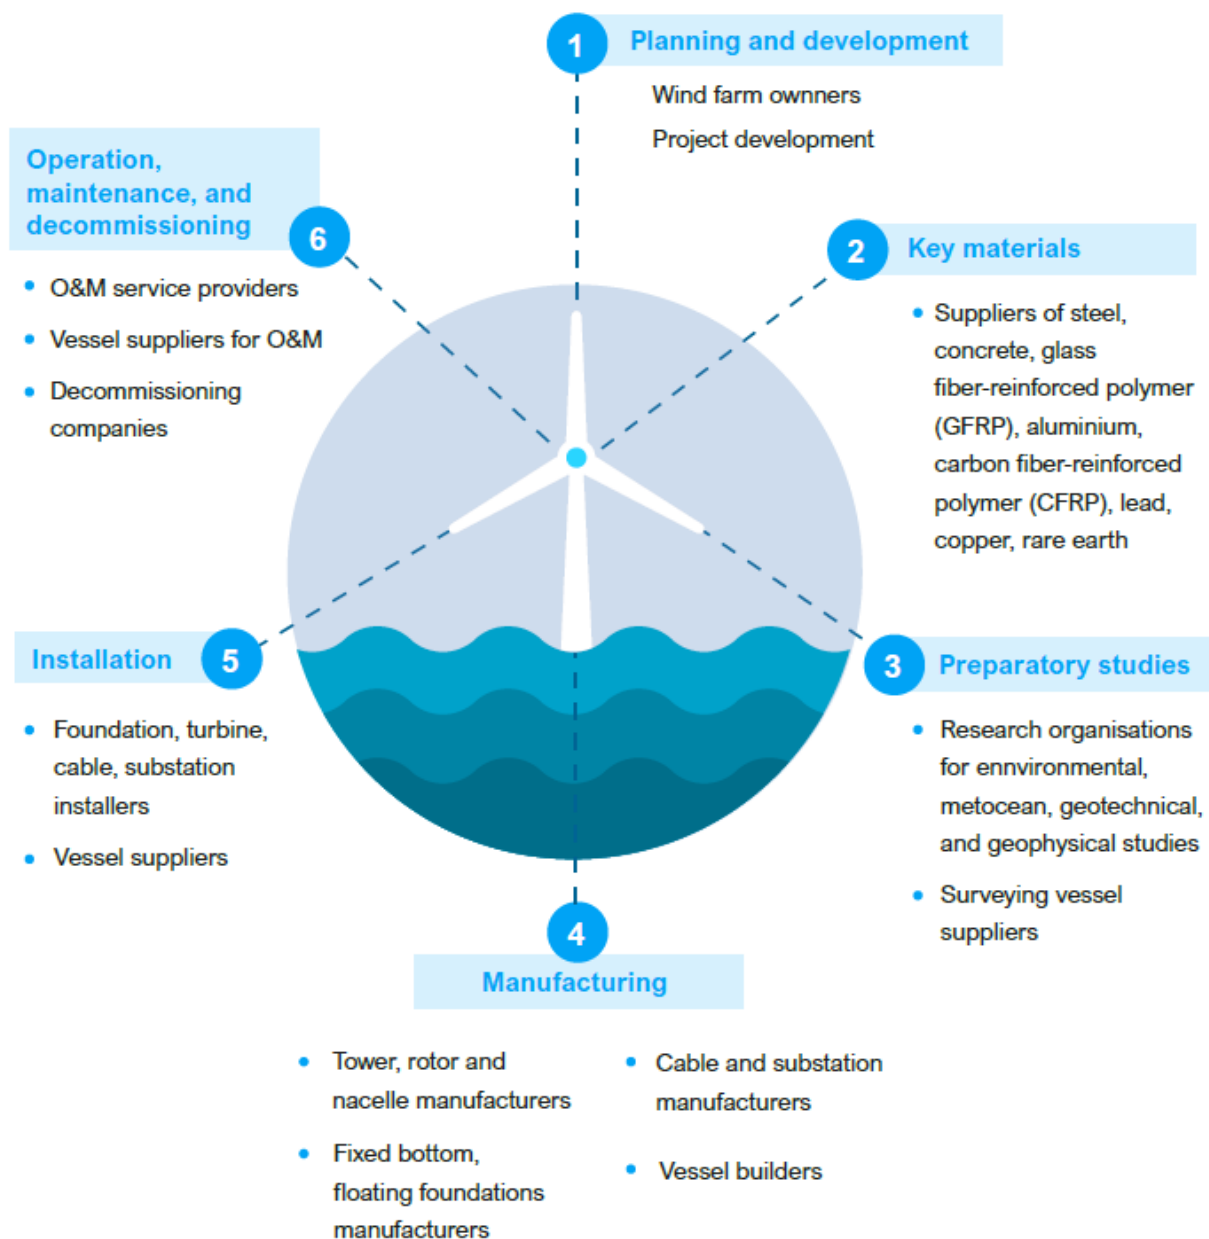 1
Planning and development
Wind farm ownners
Project development
2
Key materials
Suppliers of steel,
concrete, glass
fiber-reinforced polymer
(GFRP), aluminium,
carbon fiber-reinforced
polymer (CFRP), lead,
copper, rare earth
3
Preparatory studies
Research organisations
for ennvironmental,
metocean, geotechnical,
and geophysical studies
Surveying vessel
suppliers
4
Manufacturing
Tower, rotor and
nacelle manufacturers
Fixed bottom,
floating foundations
manufacturers
Cable and substation
manufacturers
Vessel builders
5
Installation
Foundation, turbine,
cable, substation
installers
Vessel suppliers
6
Operation,
maintenance, and
decommissioning
O&M service providers
Vessel suppliers for O&M
Decommissioning
companies